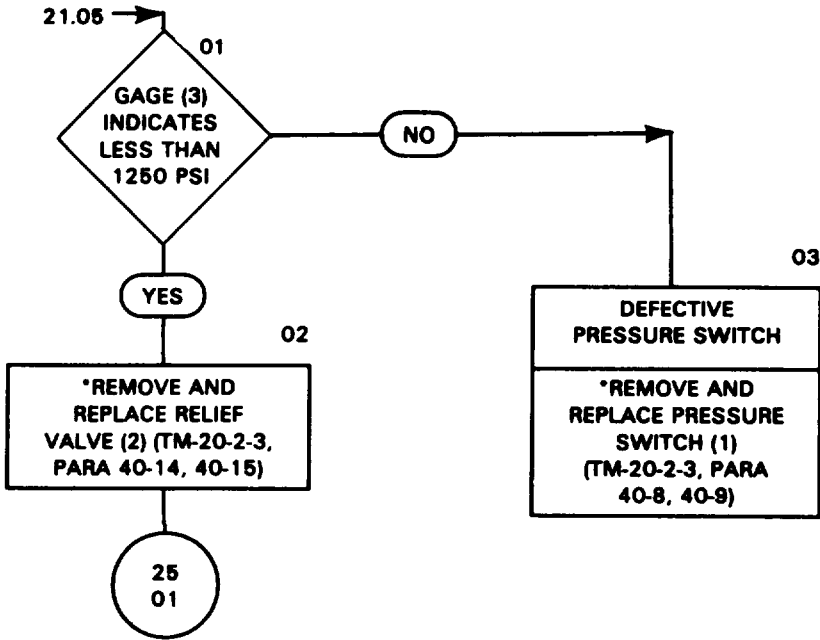 21.05
01
GAGE (3)
INDICATES
LESS THAN
1250 PSI
NO
YES
02
*REMOVE AND
REPLACE RELIEF
VALVE (2) (TM-20-2-3,
PARA 40-14, 40-15)
25
01
03
DEFECTIVE
PRESSURE SWITCH
*REMOVE AND
REPLACE PRESSURE
SWITCH (1)
(TM-20-2-3, PARA
40-8, 40-9)